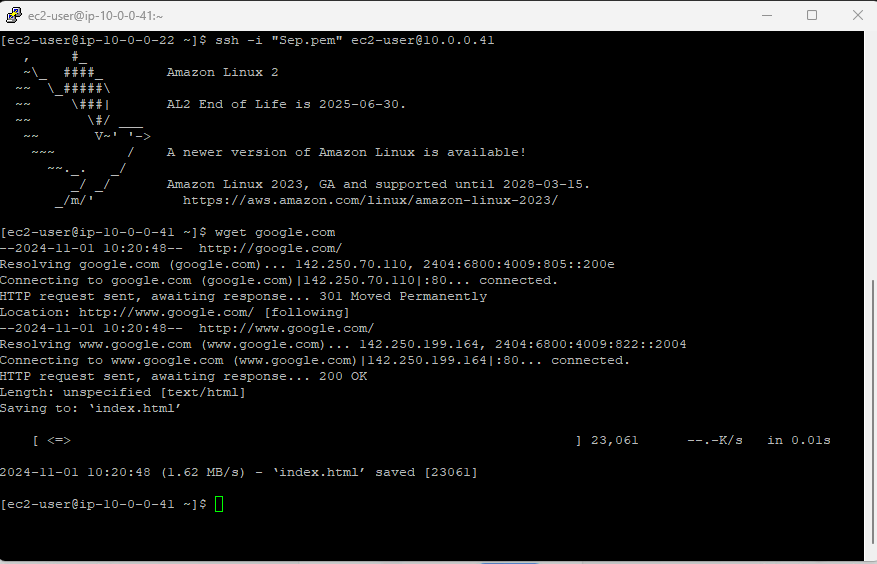 ec2-user@ip-10-0-0-41:~
[ec2-user@ip-10-0-0-22 ~]$ ssh -i "Sep.pem" ec2-user@10.0.0.41
   ,     #_
   ~\_  ####_        Amazon Linux 2
  ~~  \_#####\
  ~~     \###|       AL2 End of Life is 2025-06-30.
  ~~       \#/ ___
   ~~       V~' '->
    ~~~         /    A newer version of Amazon Linux is available!
      ~~._.   _/
         _/ _/       Amazon Linux 2023, GA and supported until 2028-03-15.
       _/m/'           https://aws.amazon.com/linux/amazon-linux-2023/
[ec2-user@ip-10-0-0-41 ~]$ wget google.com
--2024-11-01 10:20:48--  http://google.com/
Resolving google.com (google.com)... 142.250.70.110, 2404:6800:4009:805::200e
Connecting to google.com (google.com)|142.250.70.110|:80... connected.
HTTP request sent, awaiting response... 301 Moved Permanently
Location: http://www.google.com/ [following]
--2024-11-01 10:20:48--  http://www.google.com/
Resolving www.google.com (www.google.com)... 142.250.199.164, 2404:6800:4009:822::2004
Connecting to www.google.com (www.google.com)|142.250.199.164|:80... connected.
HTTP request sent, awaiting response... 200 OK
Length: unspecified [text/html]
Saving to: ‘index.html’
    [ <=>                                                               ] 23,061      --.-K/s   in 0.01s
2024-11-01 10:20:48 (1.62 MB/s) - ‘index.html’ saved [23061]
[ec2-user@ip-10-0-0-41 ~]$